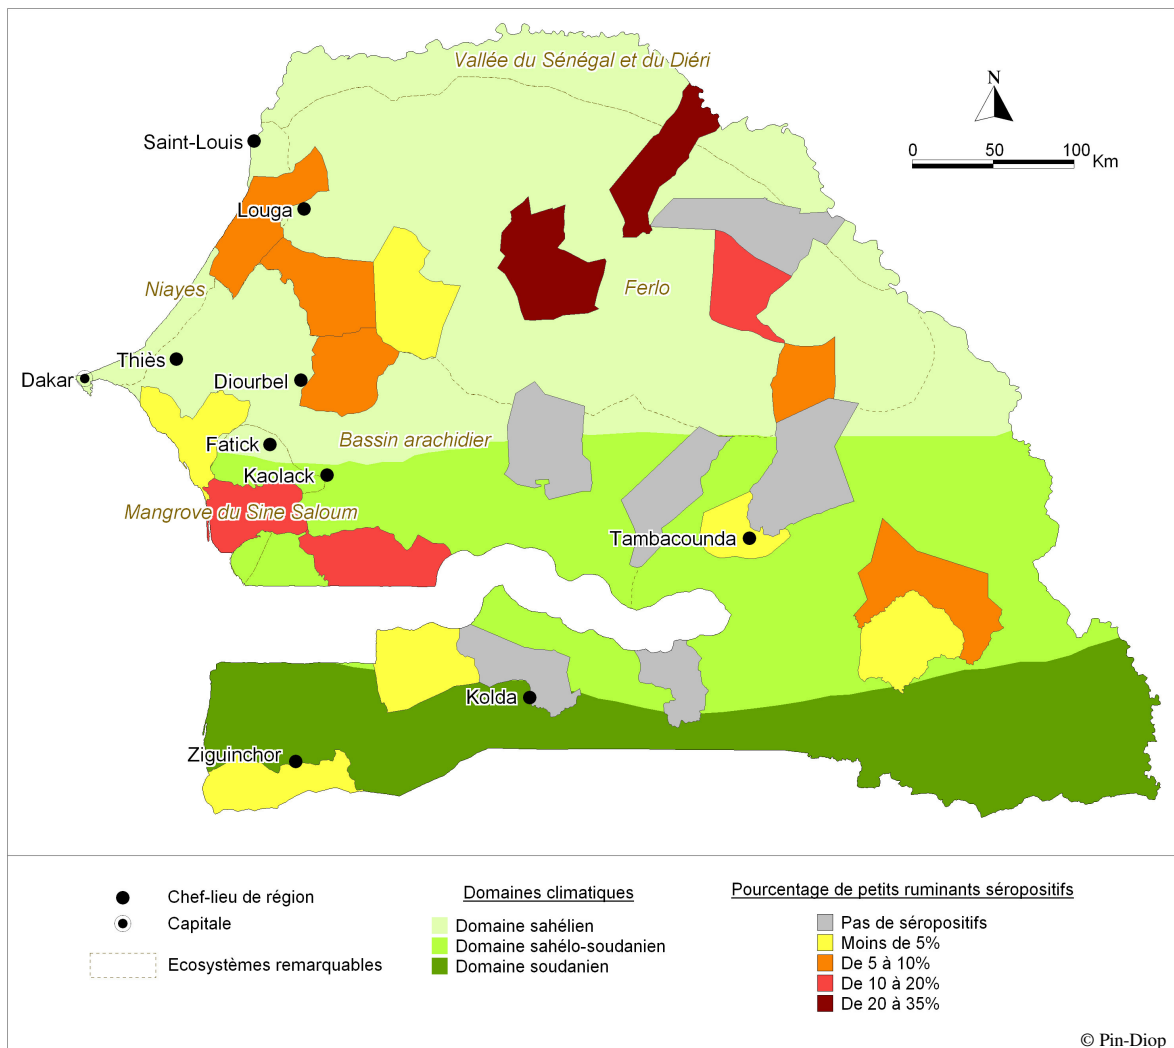 Vallée du Sénégal et du Diéri
N
Saint-Louis
0 50 100
Km
Louga
Niayes
Ferlo
Thiès
Dakar
Diourbel
Bassin arachidier
Fatick
Kaolack
Mangrove du Sine Saloum
Tambacounda
Kolda
Ziguinchor
Chef-lieu de région
Capitale
Ecosystèmes remarquables
Domaines climatiques
Domaine sahélien
Domaine sahélo-soudanien
Domaine soudanien
Pourcentage de petits ruminants séropositifs
Pas de séropositifs
Moins de 5%
De 5 à 10%
De 10 à 20%
De 20 à 35%
© Pin-Diop